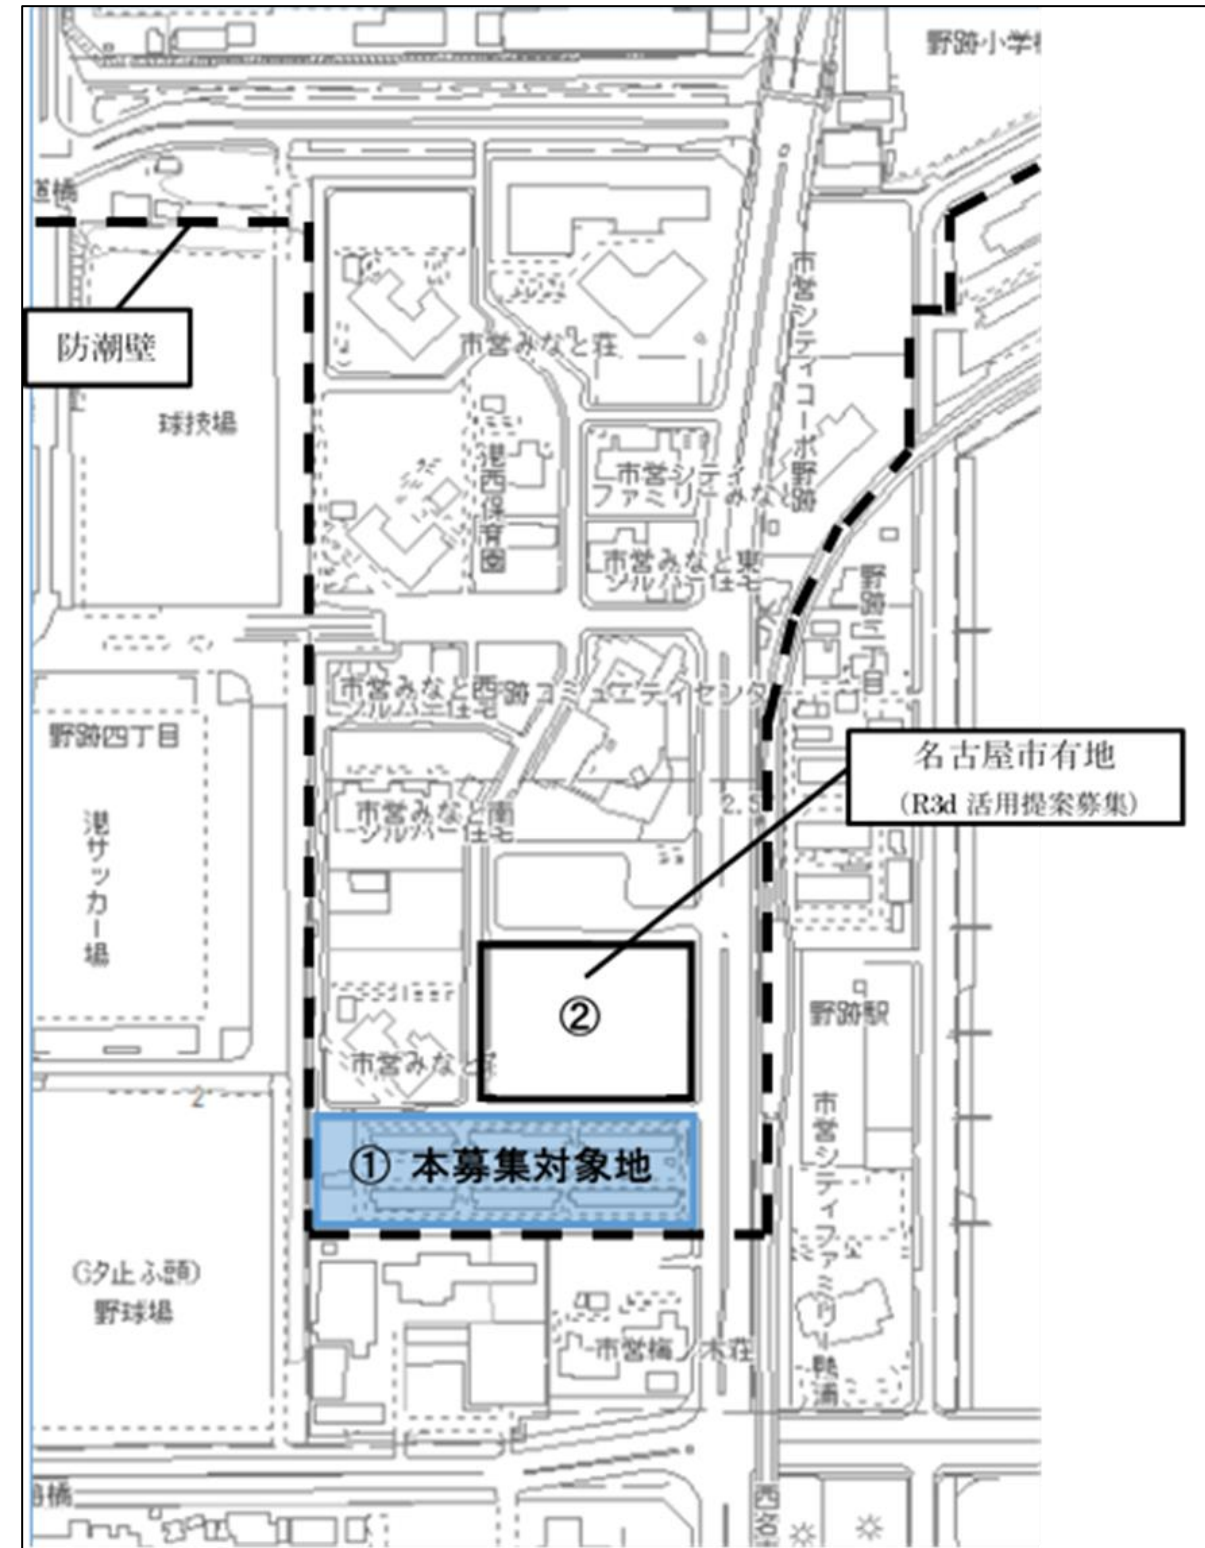 野跡小学校
防潮壁
球技場
市営みなと荘
市営シティコーポ野跡
港西保育園
市営シティ
ファミリーみなと
市営みなと東
シルバー住宅
市営みなと西
シルバー住宅
跡コミュニティセンター
野跡四丁目
名古屋市有地
（R3d 活用提案募集）
2.5
市営みなと南
シルバー住宅
港サッカー場
②
野跡駅
市営みなと荘
2
① 本募集対象地
市営シティファミリー鴨浦
(汐止ふ頭)
野球場
市営梅ノ木荘